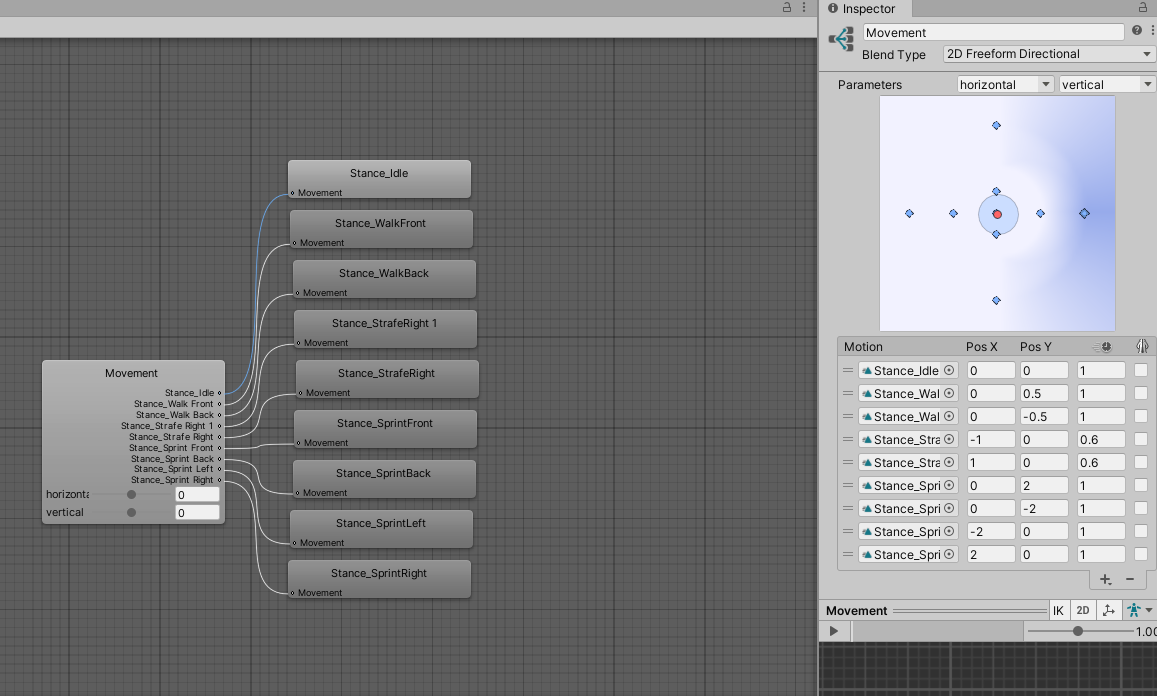 Inspector
Movement
Blend Type 2D Freeform Directional
Parameters horizontal vertical
Stance_Idle
Movement
Stance_WalkFront
Movement
Stance_WalkBack
Movement
Stance_StrafeRight 1
Movement
Stance_StrafeRight
Movement
Stance_SprintFront
Movement
Stance_SprintBack
Movement
Stance_SprintLeft
Movement
Stance_SprintRight
Movement
Movement
Stance_Idle
Stance_Walk Front
Stance_Walk Back
Stance_Strafe Right 1
Stance_Strafe Right
Stance_Sprint Front
Stance_Sprint Back
Stance_Sprint Left
Stance_Sprint Right
horizonta 0
vertical 0
Motion Pos X Pos Y
Stance_Idle 0 0 1
Stance_Wal 0 0.5 1
Stance_Wal 0 -0.5 1
Stance_Stra -1 0 0.6
Stance_Stra 1 0 0.6
Stance_Spri 0 2 1
Stance_Spri 0 -2 1
Stance_Spri -2 0 1
Stance_Spri 2 0 1
Movement IK 2D
1.00